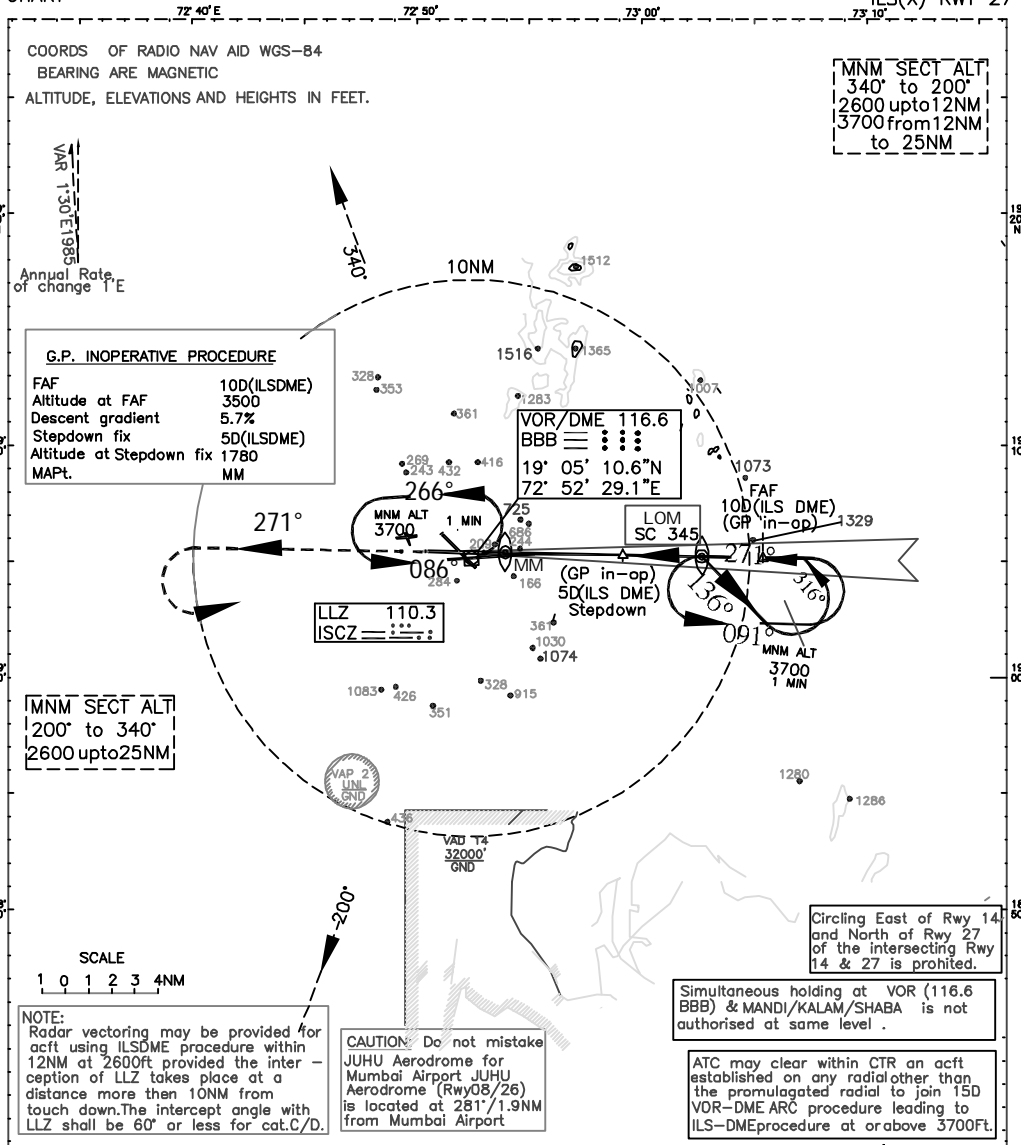 72° 40' E
72° 50'
73° 00'
73° 10'
COORDS OF RADIO NAV AID WGS-84
BEARING ARE MAGNETIC
ALTITUDE, ELEVATIONS AND HEIGHTS IN FEET.
MNM SECT ALT
340° to 200°
2600 upto12NM
3700 from12NM
to 25NM
VAR 1°30'E1985
Annual Rate
of change 1'E
340°
10NM
1512
1516
1365
G.P. INOPERATIVE PROCEDURE
FAF 10D(ILSDME)
Altitude at FAF 3500
Descent gradient 5.7%
Stepdown fix 5D(ILSDME)
Altitude at Stepdown fix 1780
MAPt. MM
328
353
1283
361
1007
VOR/DME 116.6
BBB
19° 05' 10.6"N
72° 52' 29.1"E
269
243
432
416
1073
FAF
10D(ILS DME)
(GP in-op)
1329
266°
MNM ALT
3700
1 MIN
725
686
271°
LOM
SC 345
271°
086°
209
MM
284
166
(GP in-op)
5D(ILS DME)
Stepdown
136°
316°
091°
MNM ALT
3700
1 MIN
LLZ 110.3
ISCZ
361
1030
1074
1083
426
328
915
351
MNM SECT ALT
200° to 340°
2600 upto25NM
VAP 2
UNL
GND
436
VAD T4
32000'
GND
1280
1286
200°
Circling East of Rwy 14
and North of Rwy 27
of the intersecting Rwy
14 & 27 is prohited.
SCALE
1 0 1 2 3 4NM
Simultaneous holding at VOR (116.6
BBB) & MANDI/KALAM/SHABA is not
authorised at same level .
NOTE:
Radar vectoring may be provided for
acft using ILSDME procedure within
12NM at 2600ft provided the inter –
ception of LLZ takes place at a
distance more then 10NM from
touch down.The intercept angle with
LLZ shall be 60° or less for cat.C/D.
CAUTION: Do not mistake
JUHU Aerodrome for
Mumbai Airport JUHU
Aerodrome (Rwy08/26)
is located at 281°/1.9NM
from Mumbai Airport
ATC may clear within CTR an acft
established on any radial other than
the promulagated radial to join 15D
VOR-DME ARC procedure leading to
ILS-DMEprocedure at or above 3700Ft.